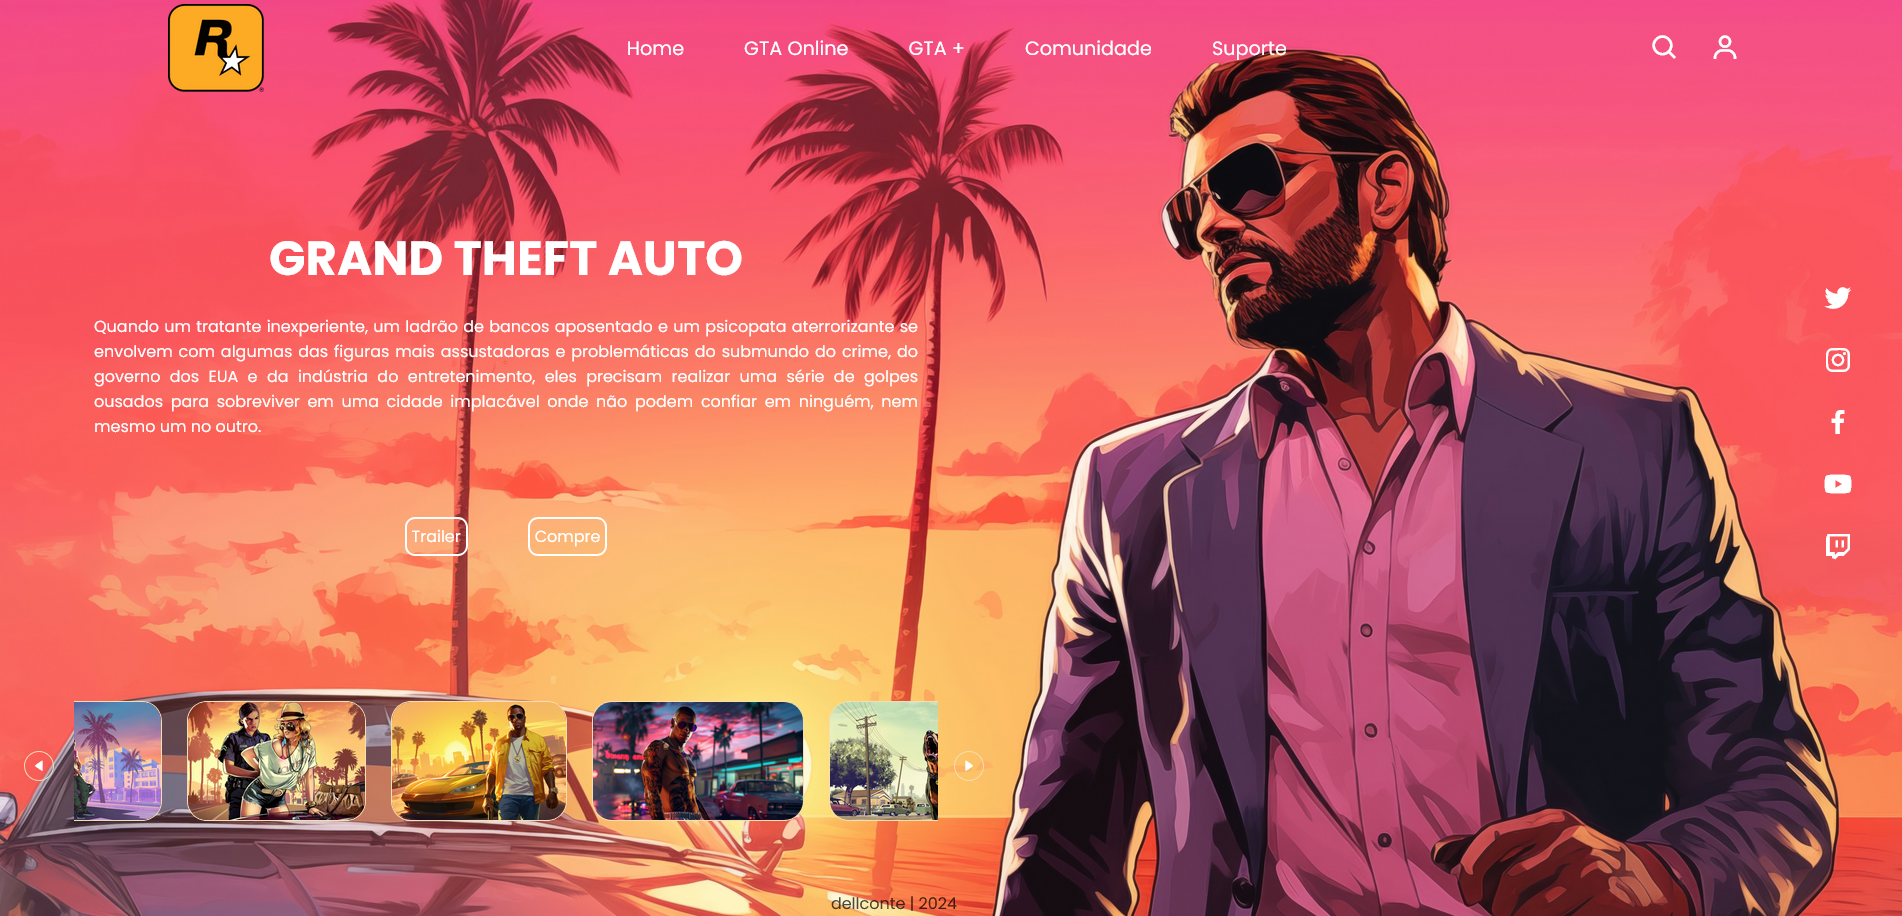 R
Home GTA Online GTA + Comunidade Suporte
GRAND THEFT AUTO
Quando um tratante inexperiente, um ladrão de bancos aposentado e um psicopata aterrorizante se
envolvem com algumas das figuras mais assustadoras e problemáticas do submundo do crime, do
governo dos EUA e da indústria do entretenimento, eles precisam realizar uma série de golpes
ousados para sobreviver em uma cidade implacável onde não podem confiar em ninguém, nem
mesmo um no outro.
Trailer Compre
dellconte | 2024